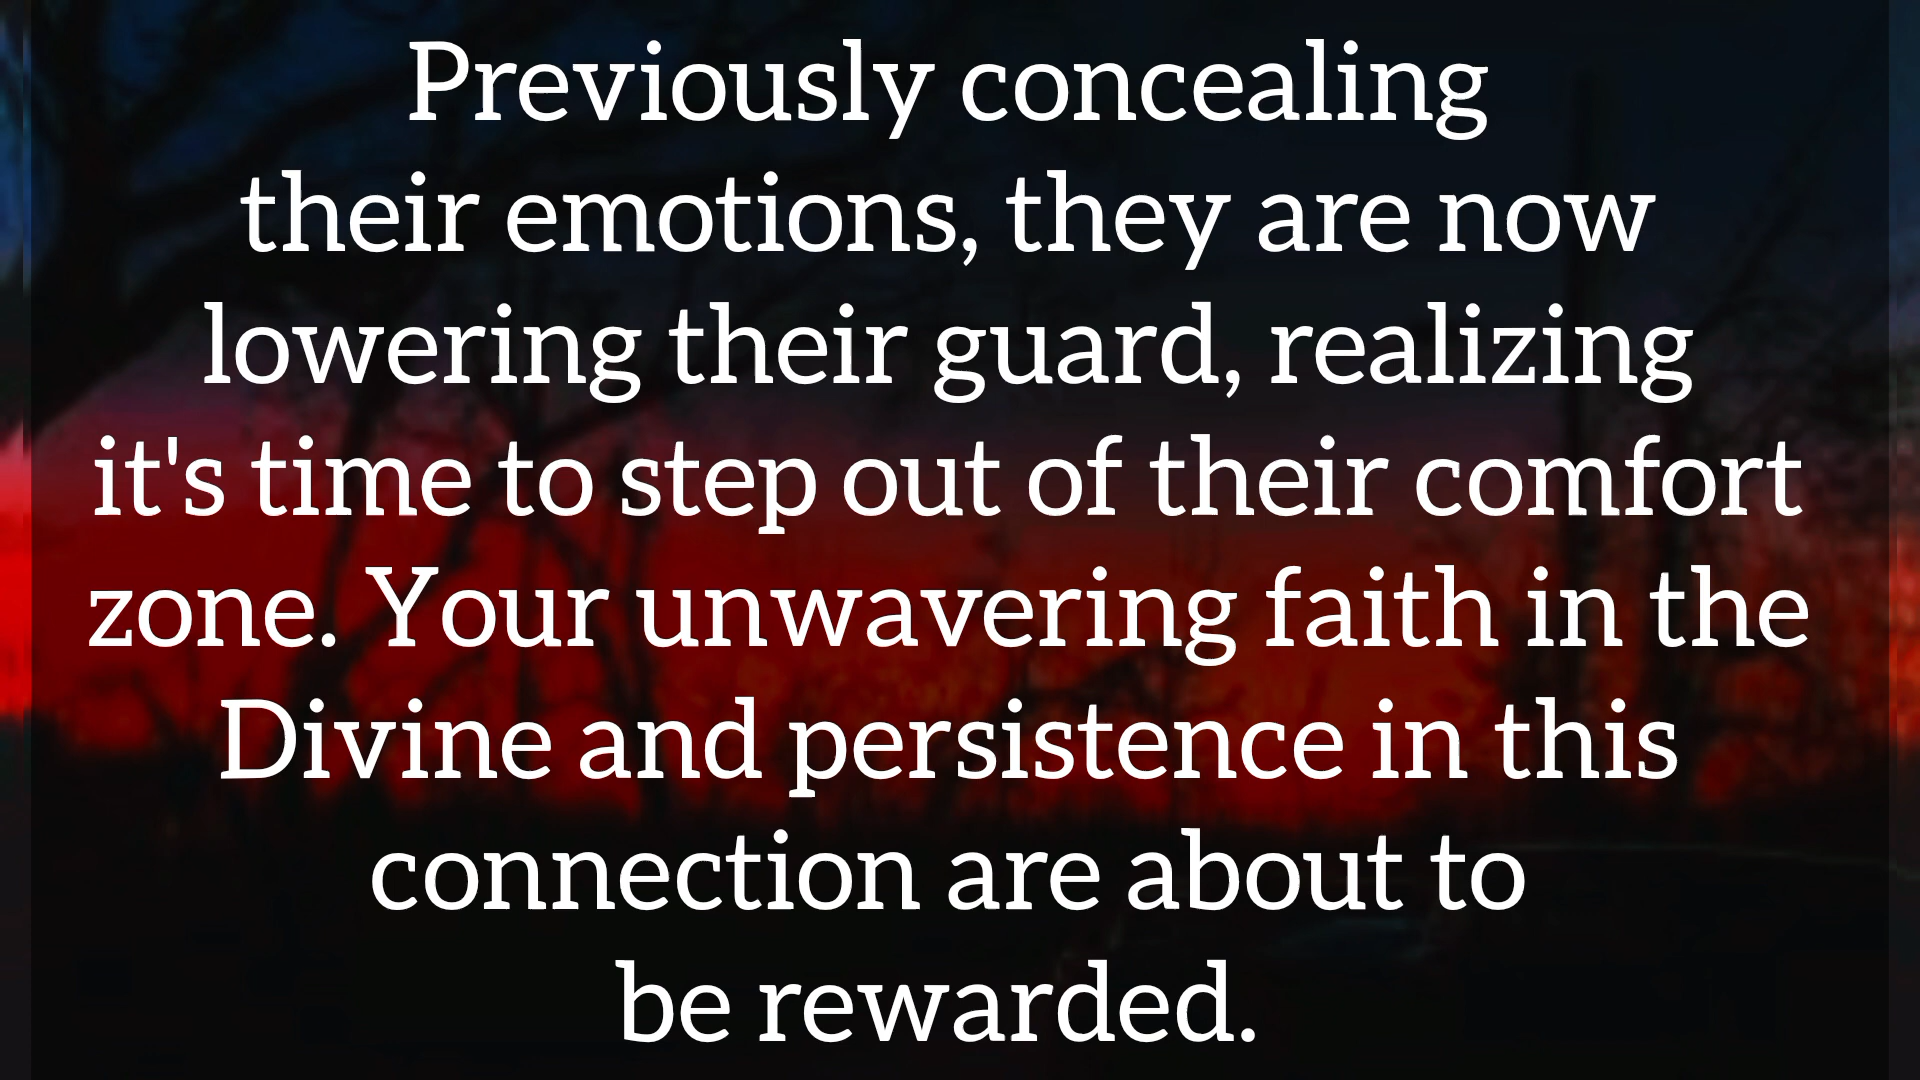 Previously concealing
their emotions, they are now
lowering their guard, realizing
it's time to step out of their comfort
zone. Your unwavering faith in the
Divine and persistence in this
connection are about to
be rewarded.